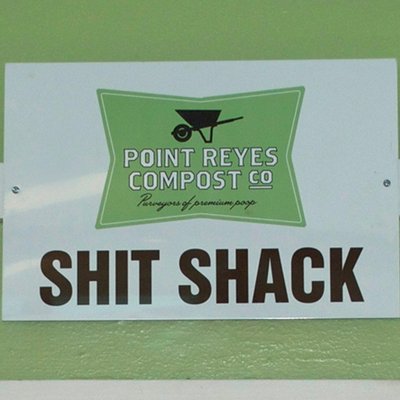 POINT REYES
COMPOST CO
Purveyors of premium poop
SHIT SHACK